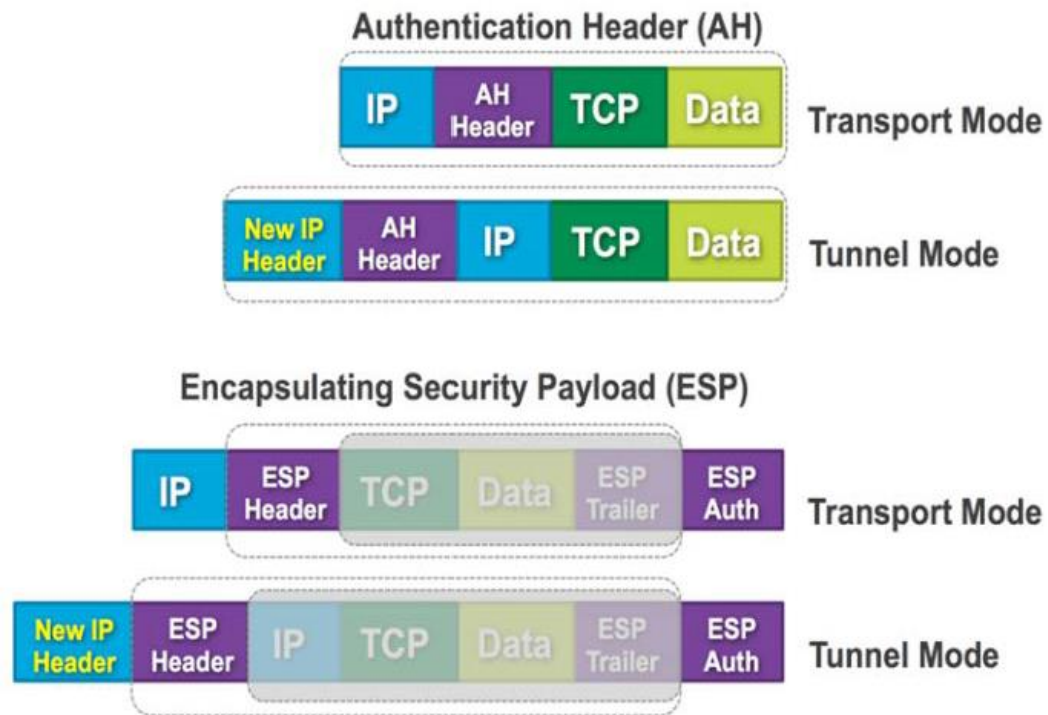 Authentication Header (AH)
IP AH Header TCP Data Transport Mode
New IP Header AH Header IP TCP Data Tunnel Mode
Encapsulating Security Payload (ESP)
IP ESP Header TCP Data ESP Trailer ESP Auth Transport Mode
New IP Header ESP Header IP TCP Data ESP Trailer ESP Auth Tunnel Mode